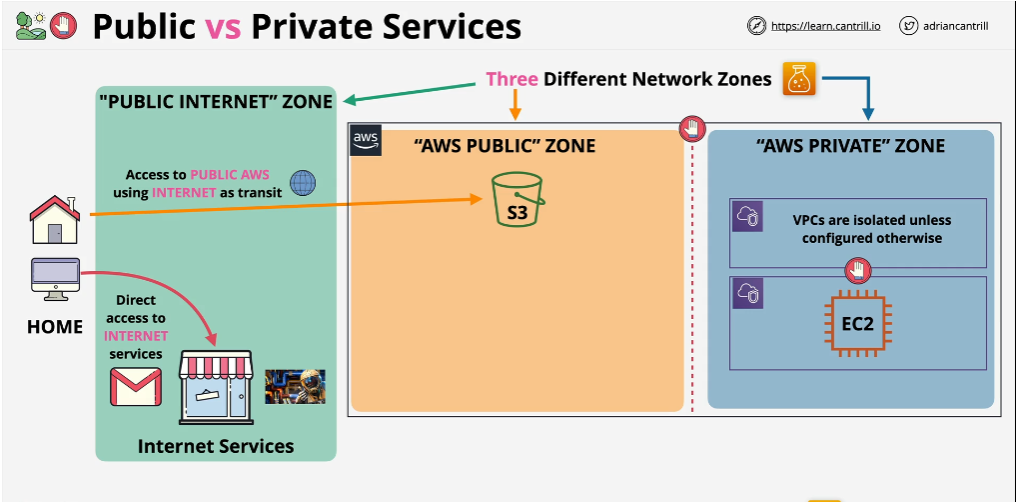 Public vs Private Services
https://learn.cantrill.io
adriancantrill
Three Different Network Zones
"PUBLIC INTERNET” ZONE
aws
“AWS PUBLIC” ZONE
“AWS PRIVATE” ZONE
Access to PUBLIC AWS
using INTERNET as transit
S3
VPCs are isolated unless
configured otherwise
HOME
Direct
access to
INTERNET
services
EC2
Internet Services